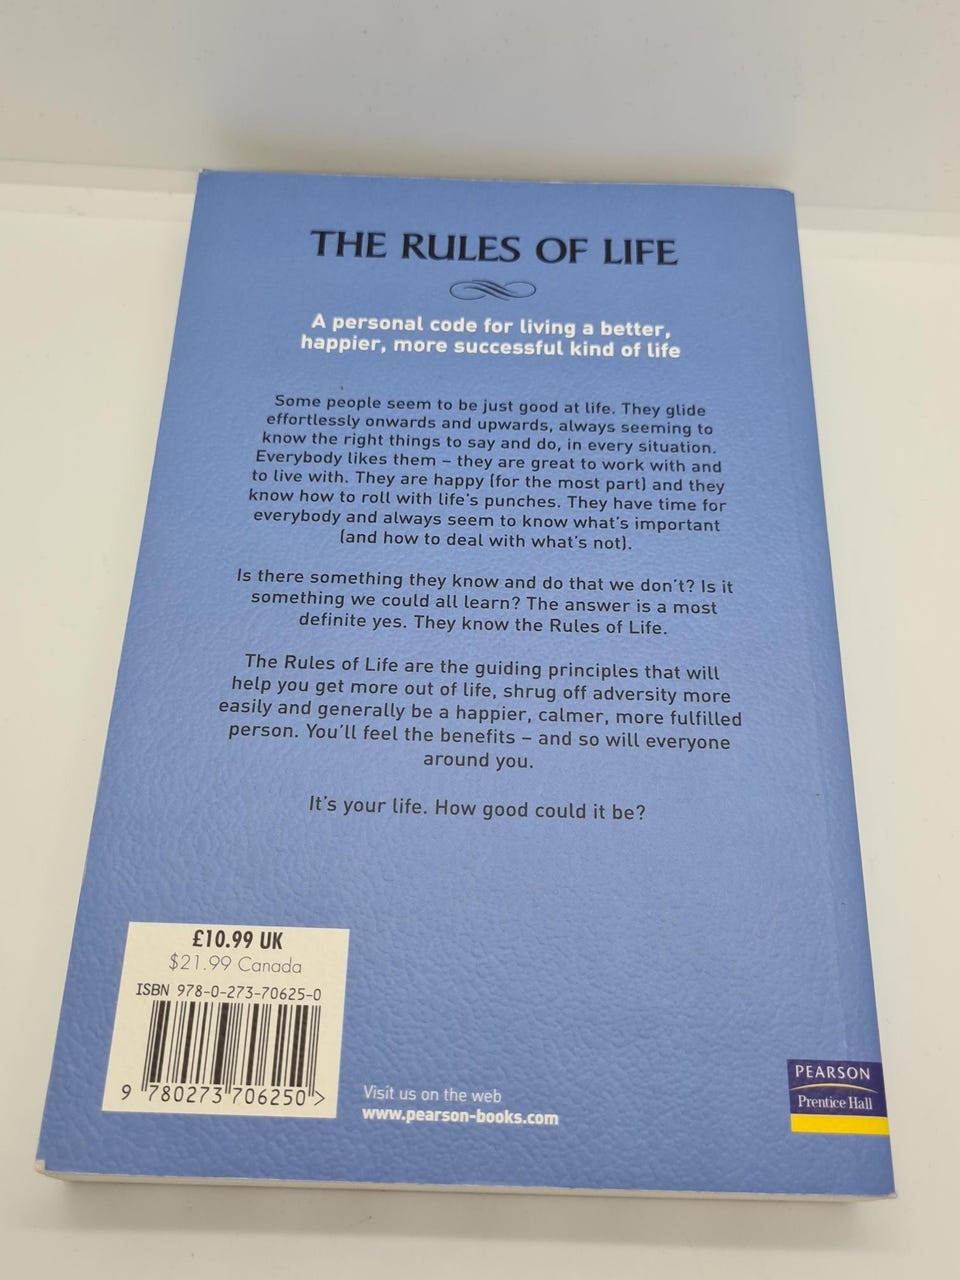 THE RULES OF LIFE
A personal code for living a better,
happier, more successful kind of life
Some people seem to be just good at life. They glide
effortlessly onwards and upwards, always seeming to
know the right things to say and do, in every situation.
Everybody likes them – they are great to work with and
to live with. They are happy (for the most part) and they
know how to roll with life's punches. They have time for
everybody and always seem to know what's important
(and how to deal with what's not).
Is there something they know and do that we don't? Is it
something we could all learn? The answer is a most
definite yes. They know the Rules of Life.
The Rules of Life are the guiding principles that will
help you get more out of life, shrug off adversity more
easily and generally be a happier, calmer, more fulfilled
person. You'll feel the benefits – and so will everyone
around you.
It's your life. How good could it be?
£10.99 UK
$21.99 Canada
ISBN 978-0-273-70625-0
9 780273 706250 >
Visit us on the web
www.pearson-books.com
PEARSON
Prentice Hall